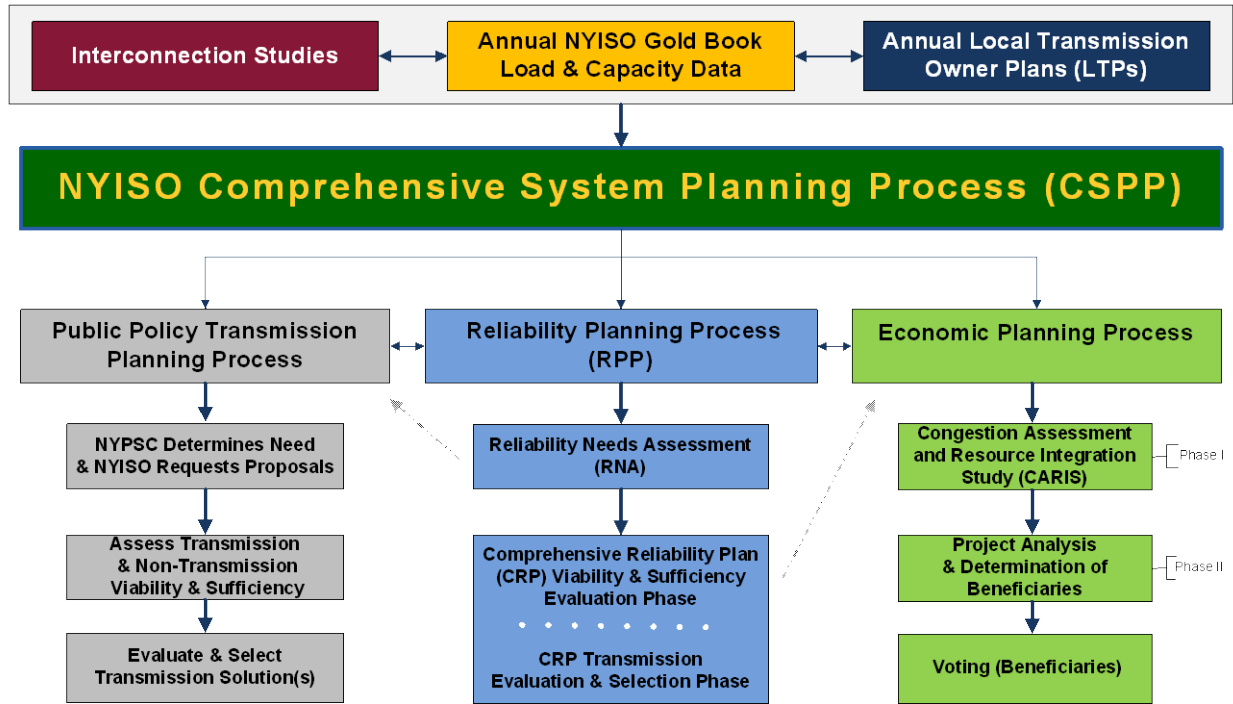 Interconnection Studies
Annual NYISO Gold Book
Load & Capacity Data
Annual Local Transmission
Owner Plans (LTPs)
NYISO Comprehensive System Planning Process (CSPP)
Public Policy Transmission
Planning Process
Reliability Planning Process
(RPP)
Economic Planning Process
NYPSC Determines Need
& NYISO Requests Proposals
Reliability Needs Assessment
(RNA)
Congestion Assessment
and Resource Integration
Study (CARIS)
Phase I
Assess Transmission
& Non-Transmission
Viability & Sufficiency
Comprehensive Reliability Plan
(CRP) Viability & Sufficiency
Evaluation Phase
CRP Transmission
Evaluation & Selection Phase
Project Analysis
& Determination of
Beneficiaries
Phase II
Evaluate & Select
Transmission Solution(s)
Voting (Beneficiaries)